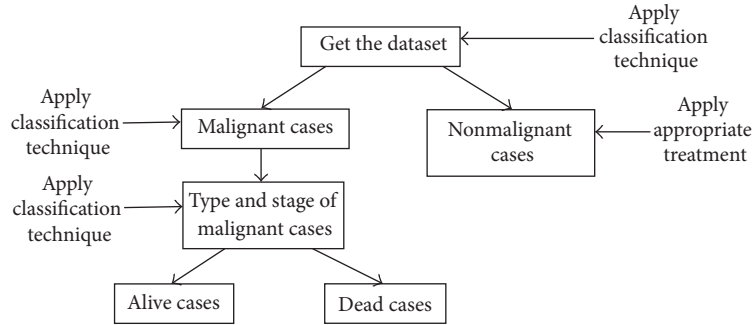 Get the dataset
Apply
classification
technique
Apply
classification
technique
Malignant cases
Nonmalignant
cases
Apply
appropriate
treatment
Apply
classification
technique
Type and stage of
malignant cases
Alive cases
Dead cases